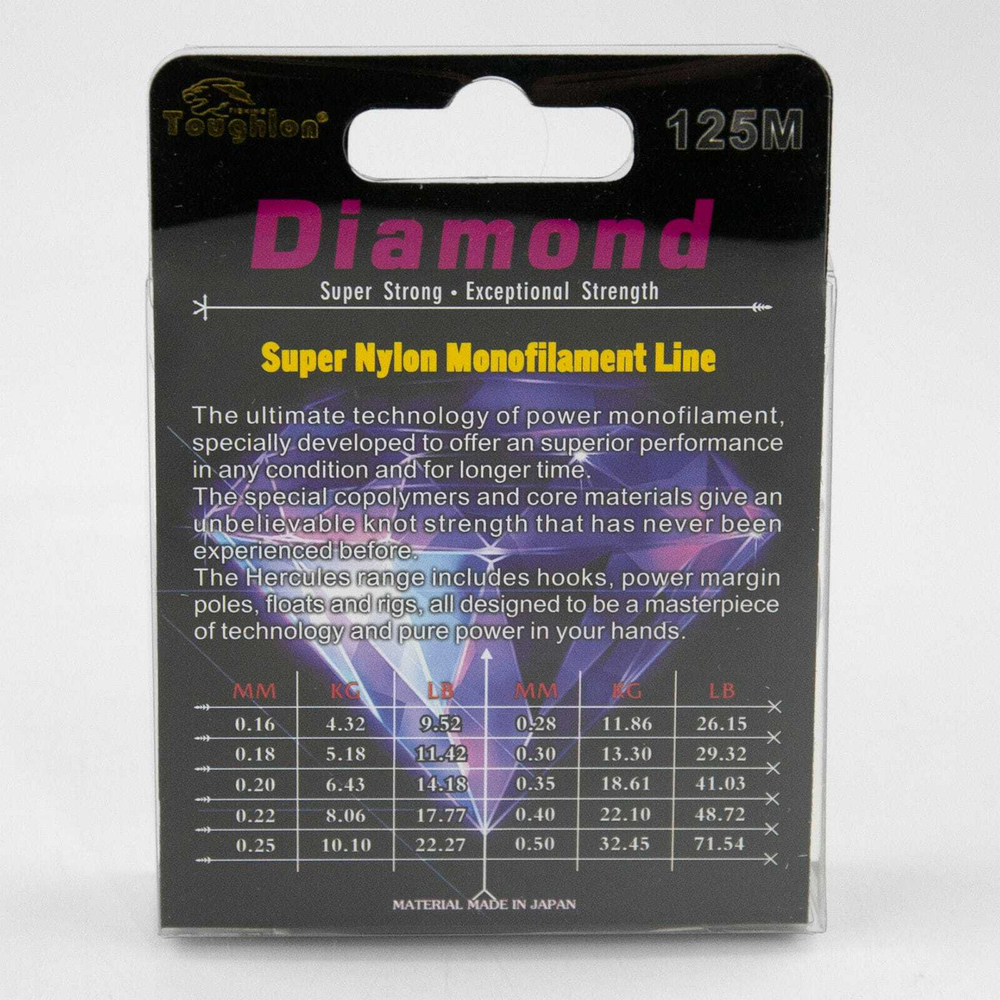 FISHING
Toughlon®
125M
Diamond
Super Strong • Exceptional Strength
Super Nylon Monofilament Line
The ultimate technology of power monofilament,
specially developed to offer an superior performance
in any condition and for longer time.
The special copolymers and core materials give an
unbelievable knot strength that has never been
experienced before.
The Hercules range includes hooks, power margin
poles, floats and rigs, all designed to be a masterpiece
of technology and pure power in your hands.
MM KG LB MM KG LB
0.16 4.32 9.52 0.28 11.86 26.15
0.18 5.18 11.42 0.30 13.30 29.32
0.20 6.43 14.18 0.35 18.61 41.03
0.22 8.06 17.77 0.40 22.10 48.72
0.25 10.10 22.27 0.50 32.45 71.54
MATERIAL MADE IN JAPAN